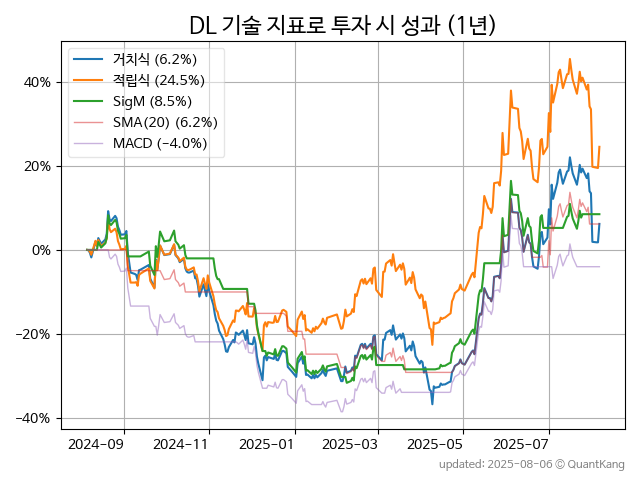 DL 기술 지표로 투자 시 성과 (1년)
거치식 (6.2%)
적립식 (24.5%)
SigM (8.5%)
SMA(20) (6.2%)
MACD (−4.0%)
40%
20%
0%
−20%
−40%
2024−09
2024−11
2025−01
2025−03
2025−05
2025−07
updated: 2025-08-06 © QuantKang